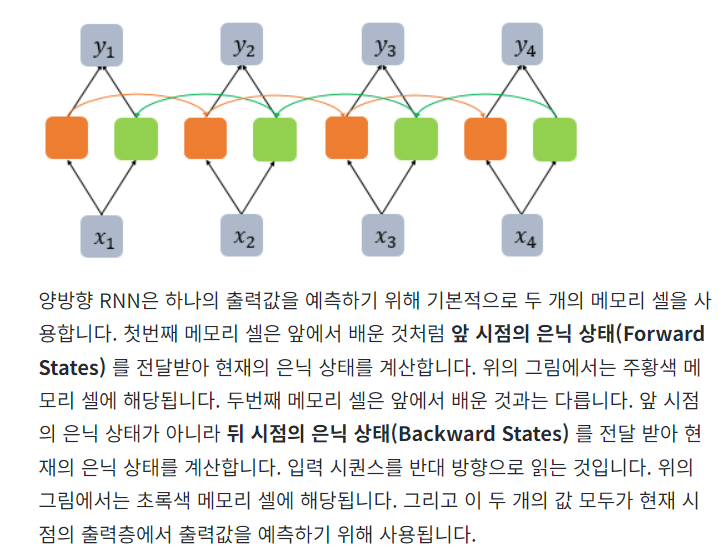 y1 y2 y3 y4
x1 x2 x3 x4
양방향 RNN은 하나의 출력값을 예측하기 위해 기본적으로 두 개의 메모리 셀을 사
용합니다. 첫번째 메모리 셀은 앞에서 배운 것처럼 앞 시점의 은닉 상태(Forward
States) 를 전달받아 현재의 은닉 상태를 계산합니다. 위의 그림에서는 주황색 메
모리 셀에 해당됩니다. 두번째 메모리 셀은 앞에서 배운 것과는 다릅니다. 앞 시점
의 은닉 상태가 아니라 뒤 시점의 은닉 상태(Backward States) 를 전달 받아 현
재의 은닉 상태를 계산합니다. 입력 시퀀스를 반대 방향으로 읽는 것입니다. 위의
그림에서는 초록색 메모리 셀에 해당됩니다. 그리고 이 두 개의 값 모두가 현재 시
점의 출력층에서 출력값을 예측하기 위해 사용됩니다.